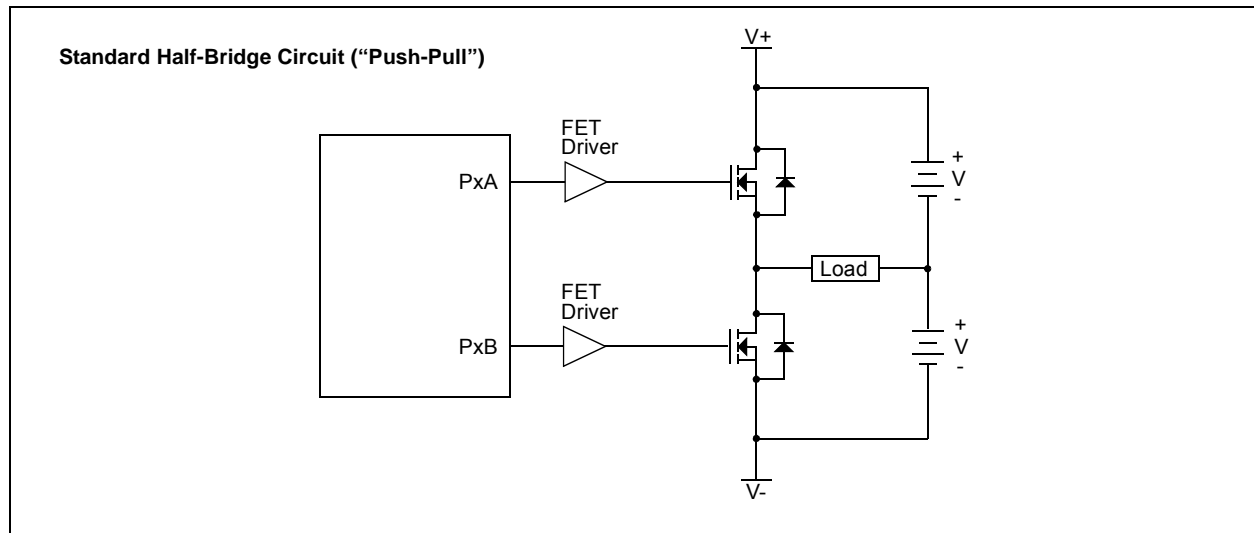 Standard Half-Bridge Circuit (“Push-Pull”)
V+
FET
Driver
PxA
+
V
-
Load
FET
Driver
PxB
+
V
-
V-